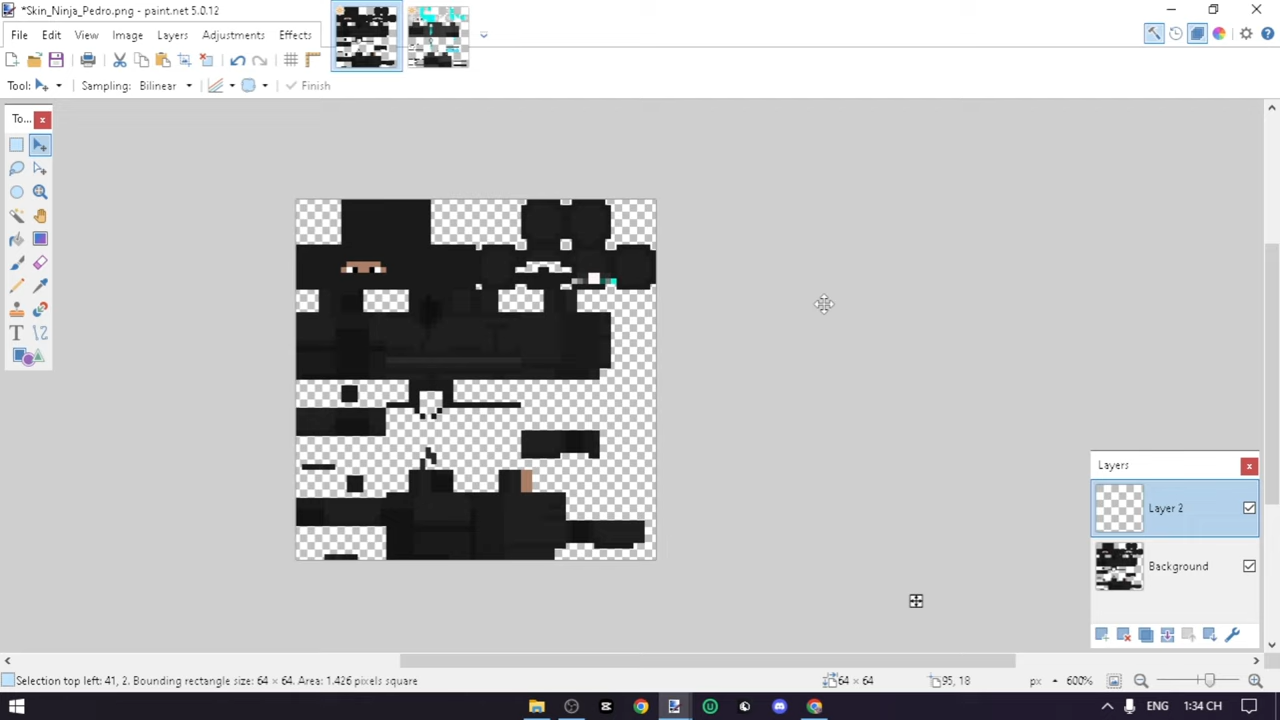 *Skin_Ninja_Pedro.png - paint.net 5.0.12
File Edit View Image Layers Adjustments Effects
Tool: Sampling: Bilinear Finish
To...
Layers
Layer 2
Background
Selection top left: 41, 2. Bounding rectangle size: 64 × 64. Area: 1.426 pixels square
64 × 64
95, 18
px
600%
ENG
1:34 CH